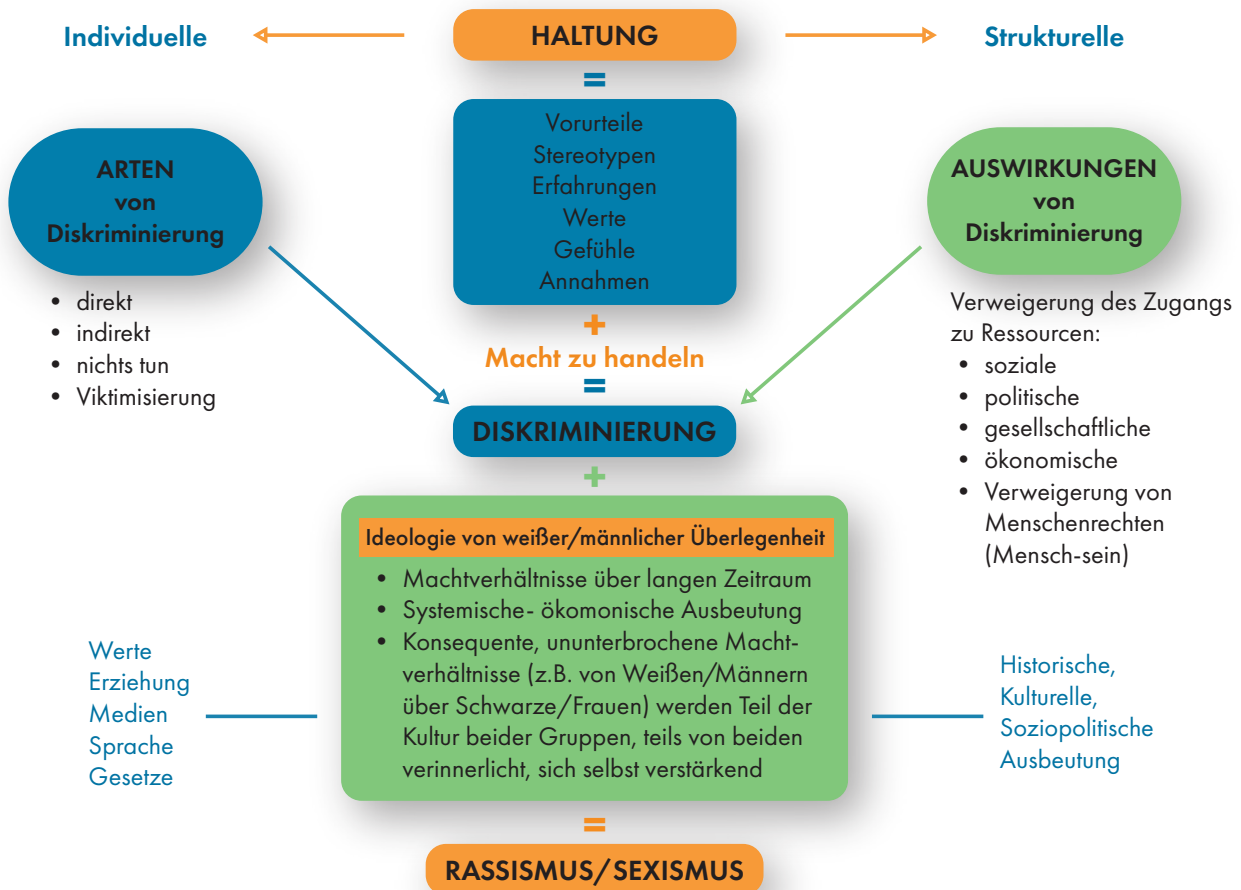 Individuelle
HALTUNG
Strukturelle
=
Vorurteile
Stereotypen
Erfahrungen
Werte
Gefühle
Annahmen
ARTEN
von
Diskriminierung
• direkt
• indirekt
• nichts tun
• Viktimisierung
AUSWIRKUNGEN
von
Diskriminierung
Verweigerung des Zugangs
zu Ressourcen:
• soziale
• politische
• gesellschaftliche
• ökonomische
• Verweigerung von
Menschenrechten
(Mensch-sein)
+
Macht zu handeln
=
DISKRIMINIERUNG
+
Ideologie von weißer/männlicher Überlegenheit
• Machtverhältnisse über langen Zeitraum
• Systemische- ökomonische Ausbeutung
• Konsequente, ununterbrochene Macht-
verhältnisse (z.B. von Weißen/Männern
über Schwarze/Frauen) werden Teil der
Kultur beider Gruppen, teils von beiden
verinnerlicht, sich selbst verstärkend
Werte
Erziehung
Medien
Sprache
Gesetze
Historische,
Kulturelle,
Soziopolitische
Ausbeutung
=
RASSISMUS/SEXISMUS